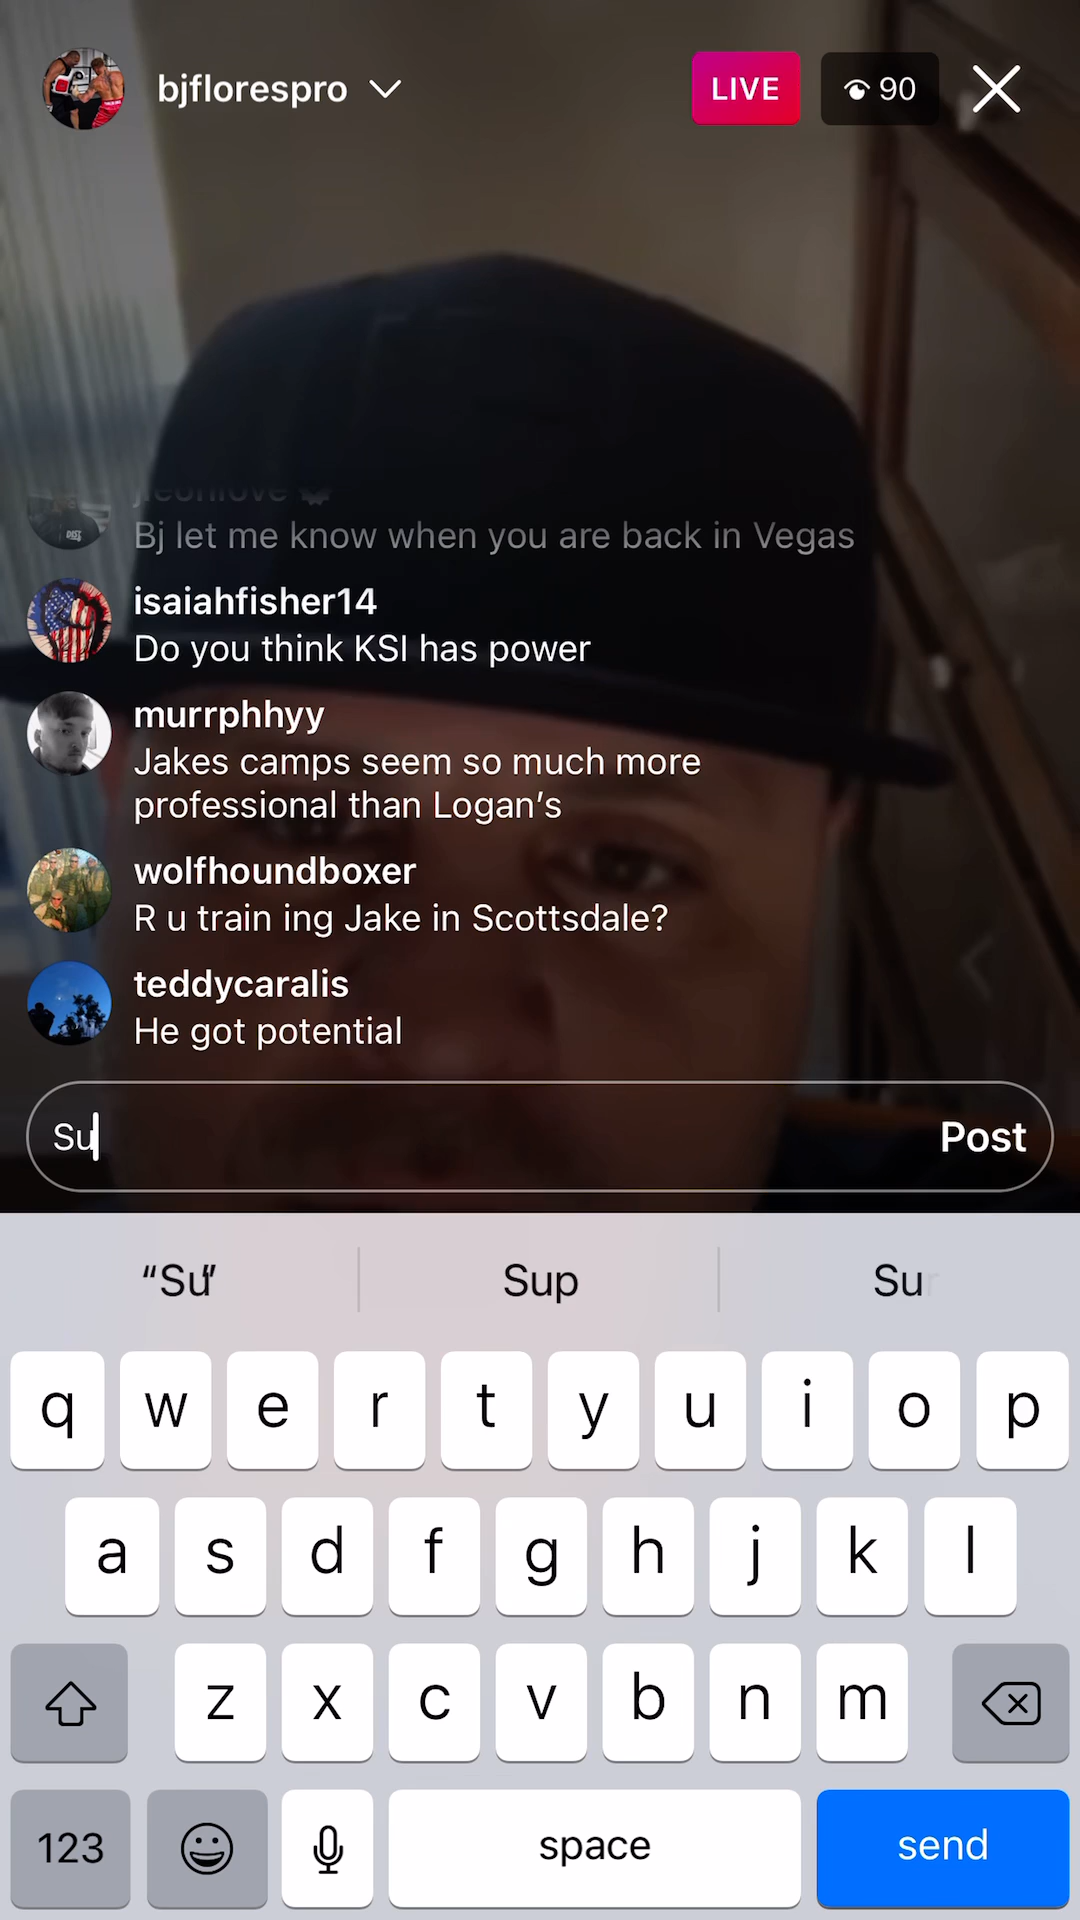 bjflorespro
LIVE
90
jleonlove
Bj let me know when you are back in Vegas
isaiahfisher14
Do you think KSI has power
murrphhyy
Jakes camps seem so much more
professional than Logan’s
wolfhoundboxer
R u train ing Jake in Scottsdale?
teddycaralis
He got potential
Su
Post
“Su”
Sup
Sur
q w e r t y u i o p
a s d f g h j k l
z x c v b n m
123
space
send